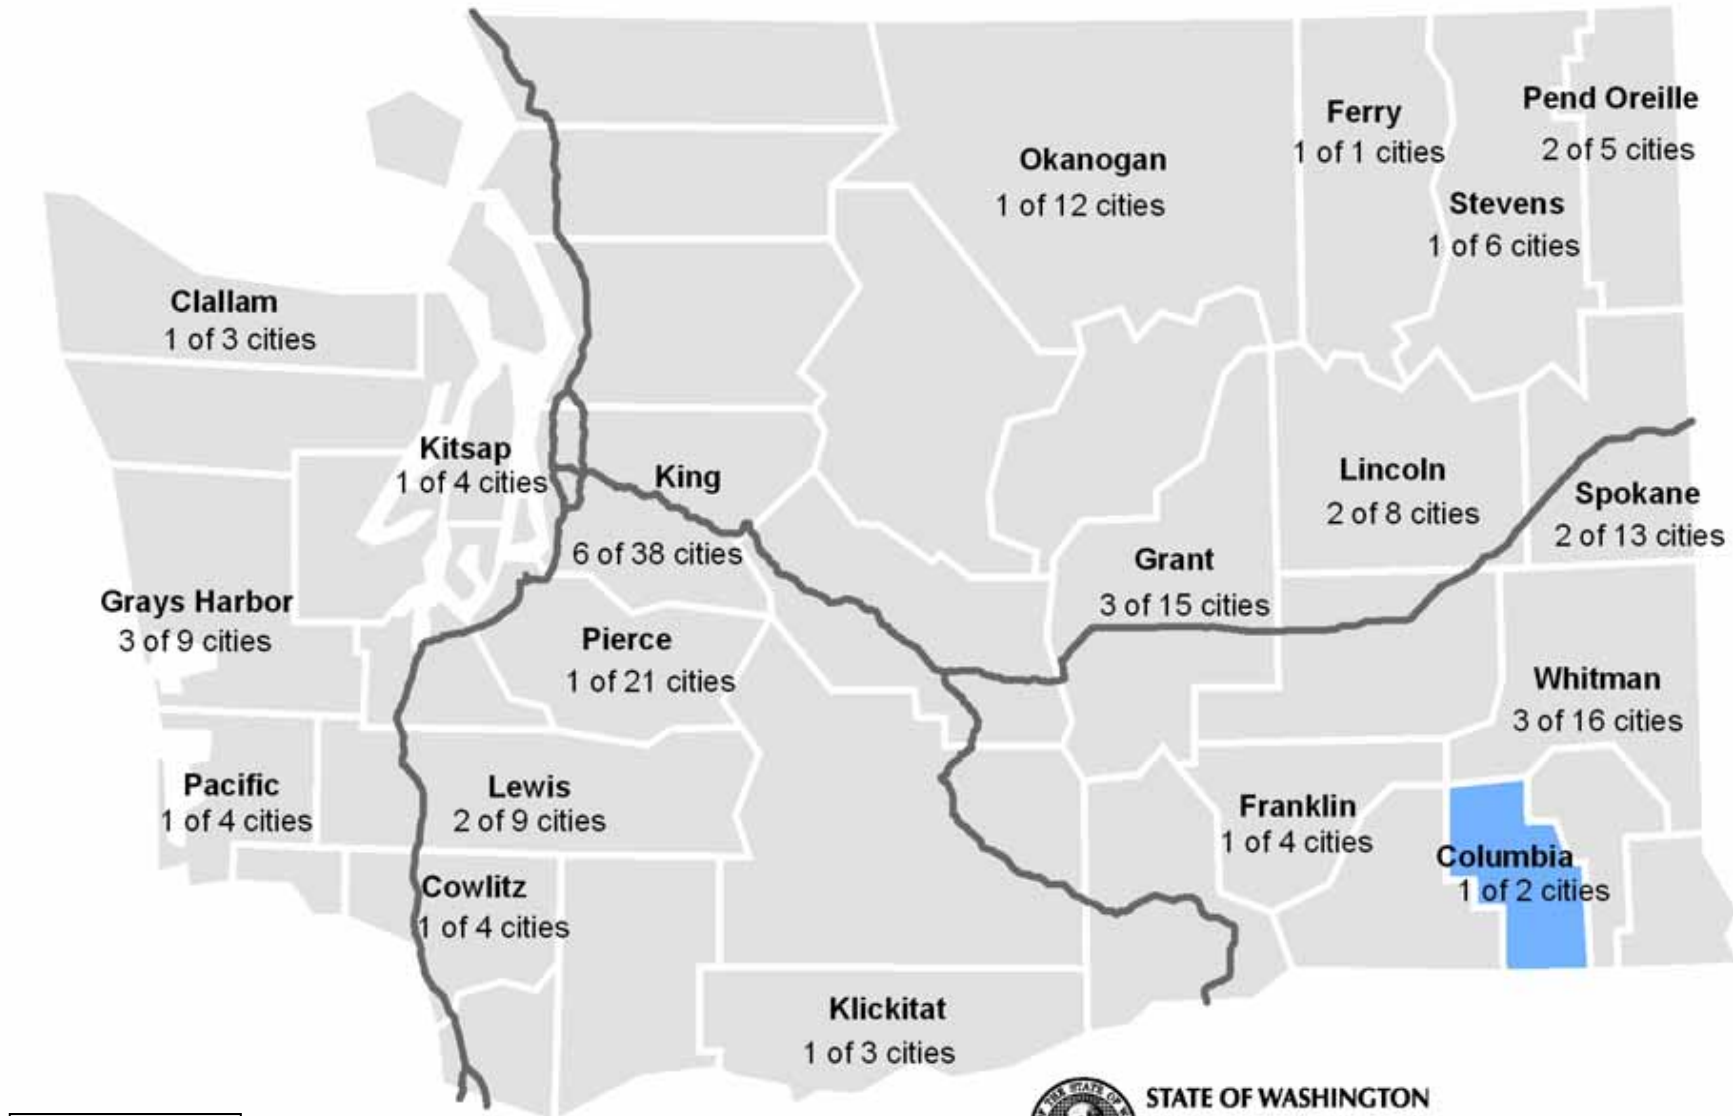 Pend Oreille
2 of 5 cities
Ferry
1 of 1 cities
Okanogan
1 of 12 cities
Stevens
1 of 6 cities
Clallam
1 of 3 cities
Kitsap
1 of 4 cities
King
6 of 38 cities
Lincoln
2 of 8 cities
Spokane
2 of 13 cities
Grant
3 of 15 cities
Grays Harbor
3 of 9 cities
Pierce
1 of 21 cities
Whitman
3 of 16 cities
Pacific
1 of 4 cities
Lewis
2 of 9 cities
Franklin
1 of 4 cities
Columbia
1 of 2 cities
Cowlitz
1 of 4 cities
Klickitat
1 of 3 cities
THE STATE OF
STATE OF WASHINGTON